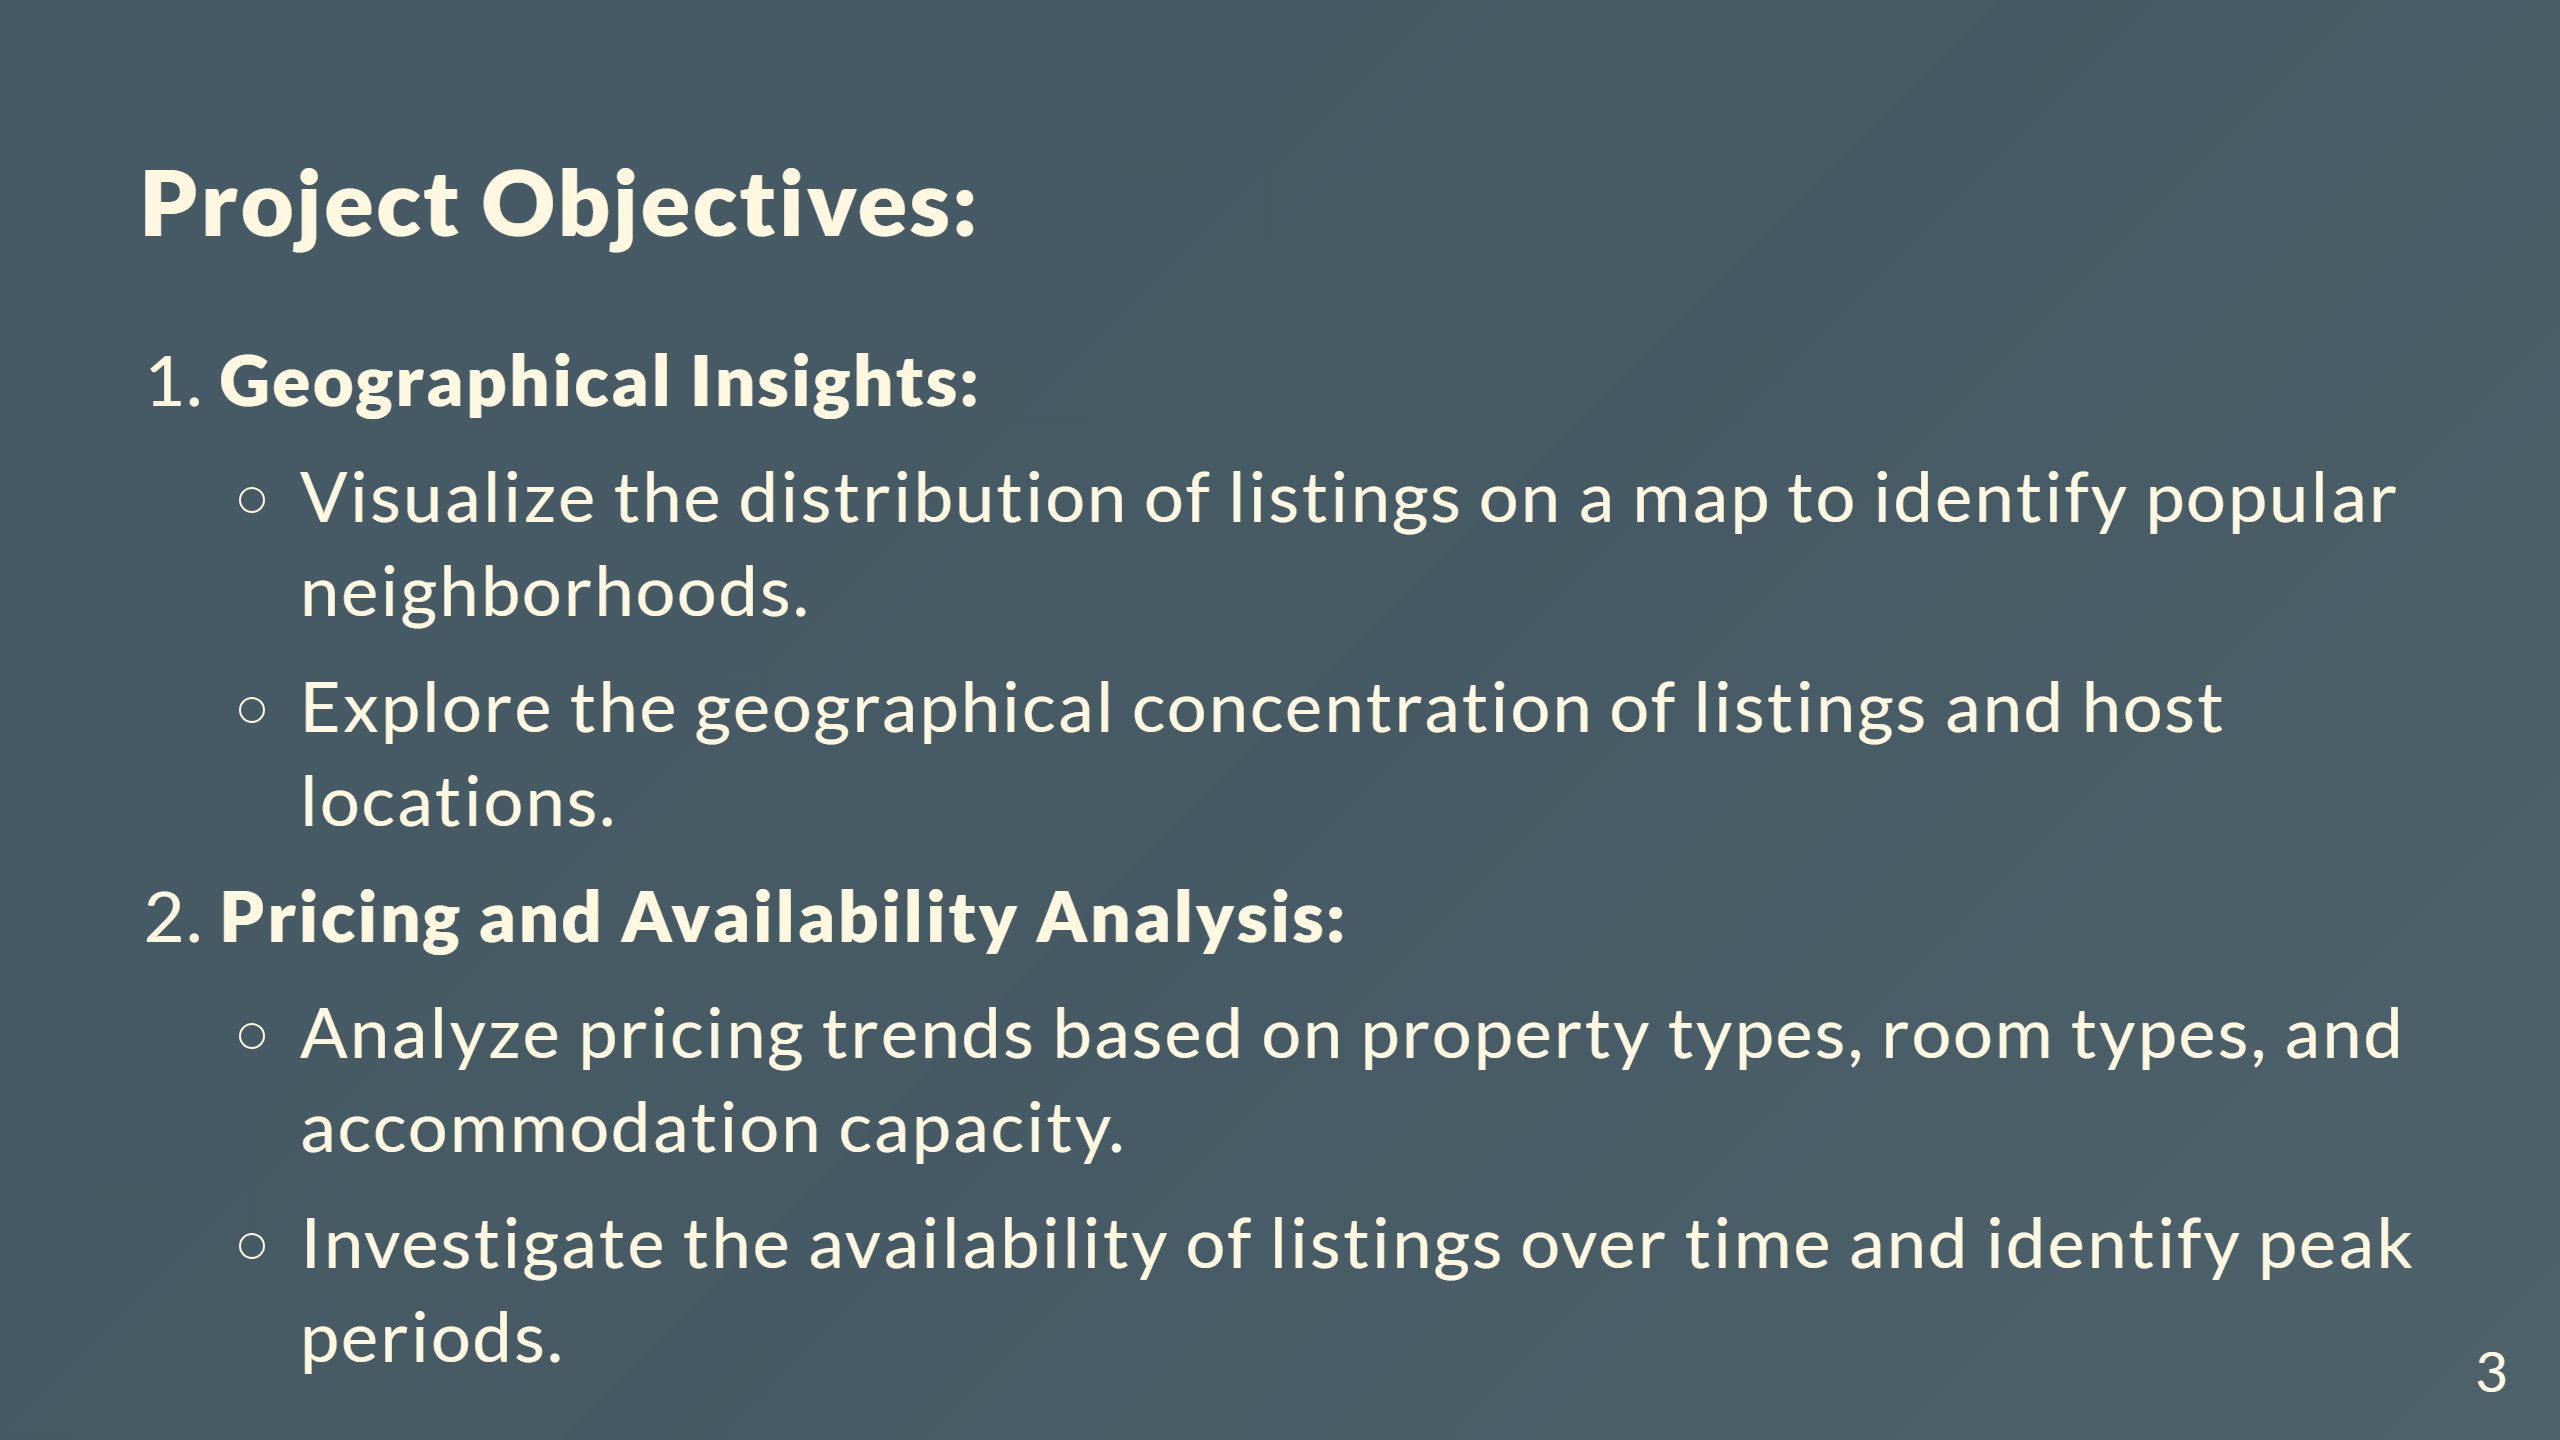 Project Objectives:
1. Geographical Insights:
○ Visualize the distribution of listings on a map to identify popular
neighborhoods.
○ Explore the geographical concentration of listings and host
locations.
2. Pricing and Availability Analysis:
○ Analyze pricing trends based on property types, room types, and
accommodation capacity.
○ Investigate the availability of listings over time and identify peak
periods.
3